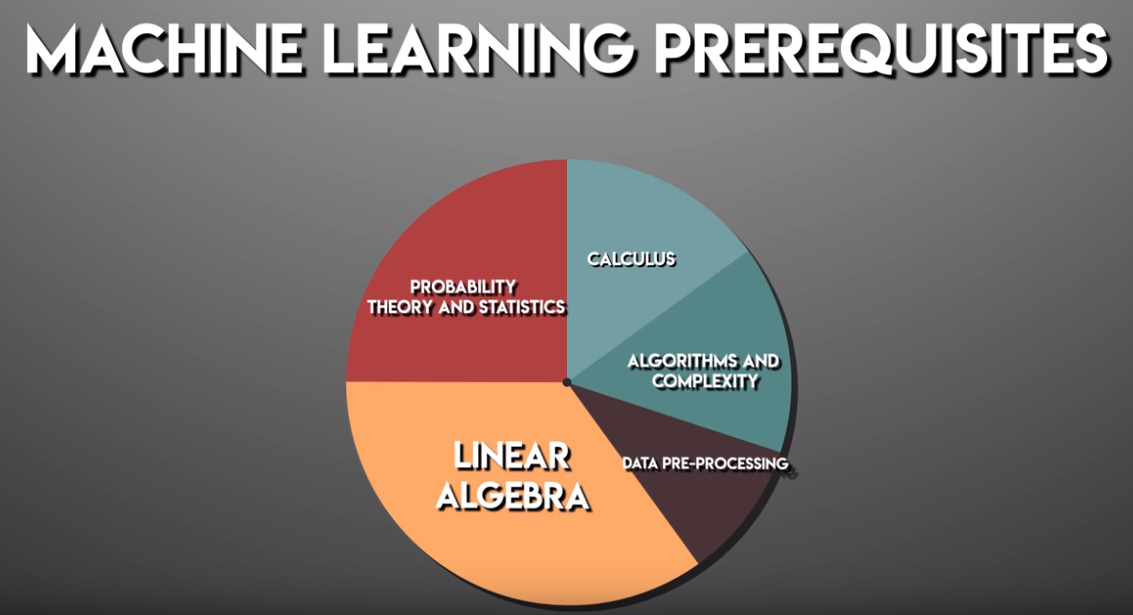 MACHINE LEARNING PREREQUISITES
CALCULUS
PROBABILITY
THEORY AND STATISTICS
ALGORITHMS AND
COMPLEXITY
LINEAR
ALGEBRA
DATA PRE-PROCESSING